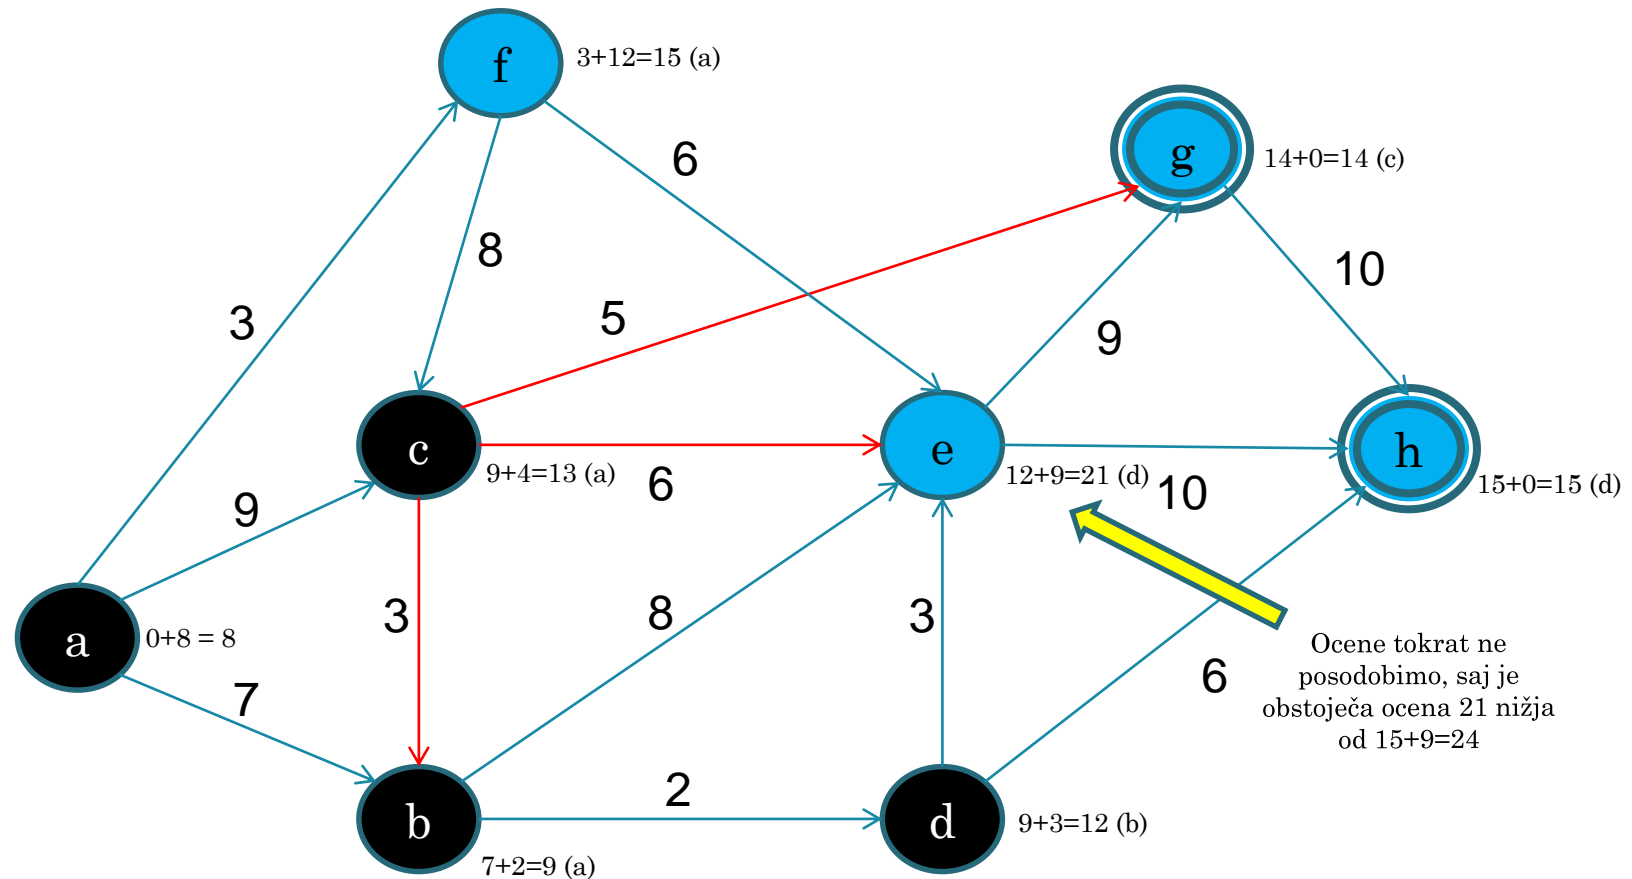 f
3+12=15 (a)
g
14+0=14 (c)
6
8
10
3
5
9
c
9+4=13 (a)
6
e
12+9=21 (d)
10
h
15+0=15 (d)
9
a
0+8 = 8
3
8
3
7
6
Ocene tokrat ne
posodobimo, saj je
obstoječa ocena 21 nižja
od 15+9=24
2
b
7+2=9 (a)
d
9+3=12 (b)